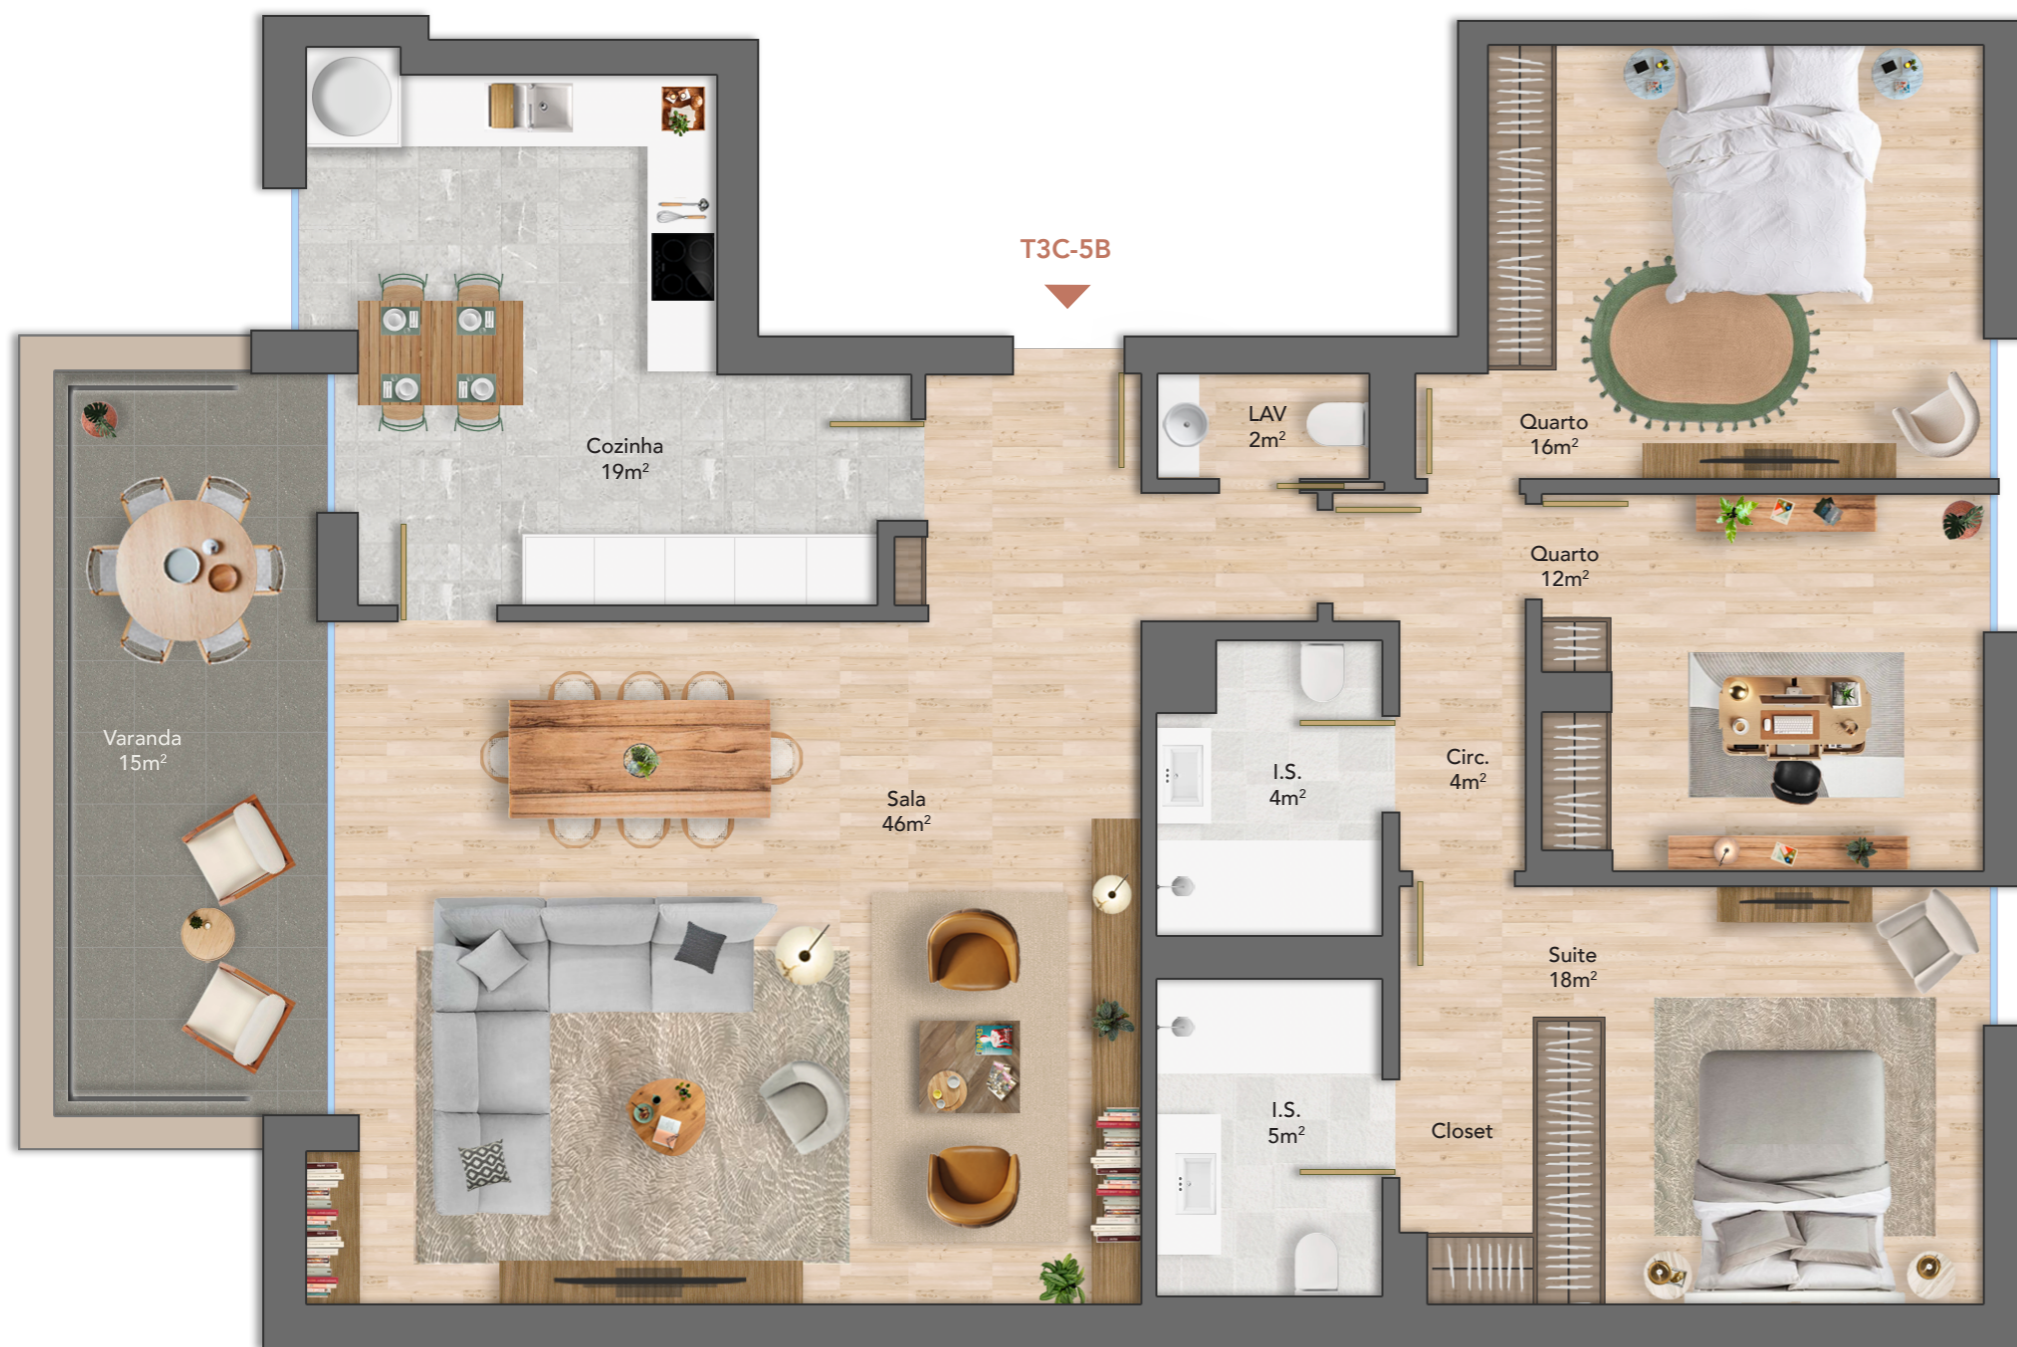 T3C-5B
LAV
2m²
Quarto
16m²
Cozinha
19m²
Quarto
12m²
Varanda
15m²
Sala
46m²
I.S.
4m²
Circ.
4m²
Suite
18m²
I.S.
5m²
Closet